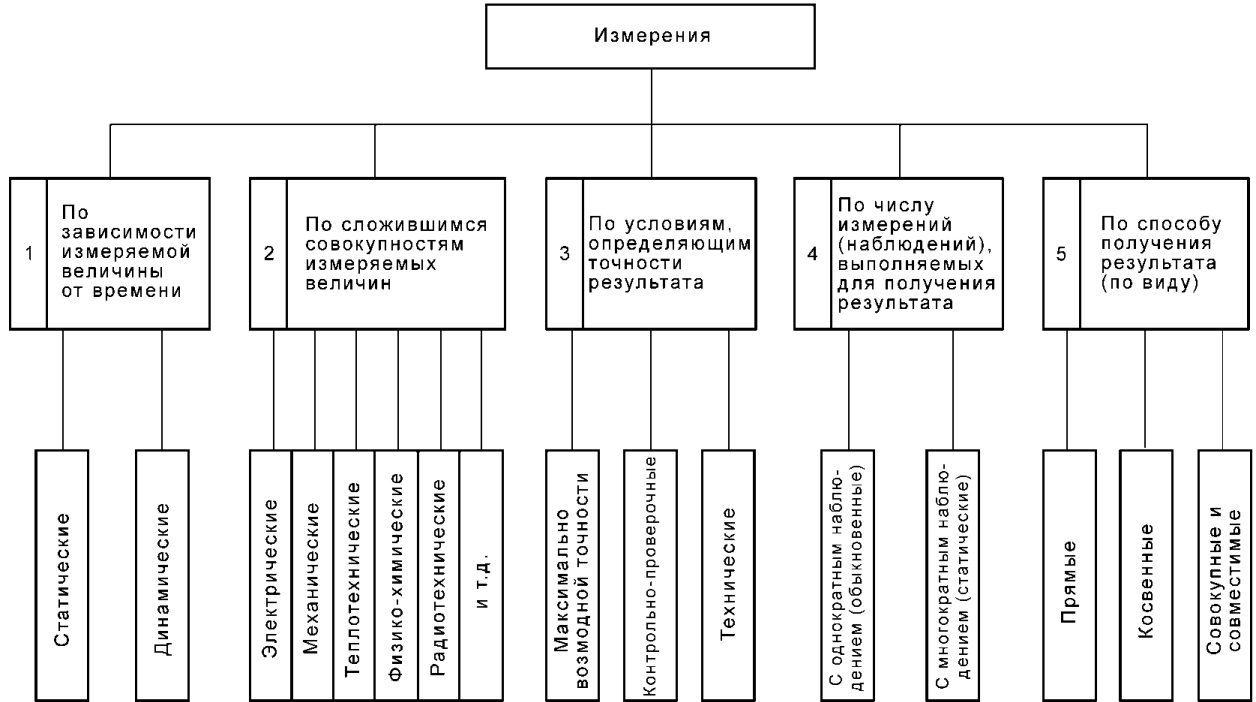 Измерения
1
По
зависимости
измеряемой
величины
от времени
2
По сложившимся
совокупностям
измеряемых
величин
3
По условиям,
определяющим
точности
результата
4
По числу
измерений
(наблюдений),
выполняемых
для получения
результата
5
По способу
получения
результата
(по виду)
Статические
Динамические
Электрические
Механические
Теплотехнические
Физико-химические
Радиотехнические
и т.д.
Максимально
возмодной точности
Контрольно-проверочные
Технические
С однократным наблю-
дением (обыкновенные)
С многократным наблю-
дением (статические)
Прямые
Косвенные
Совокупные и
совместимые